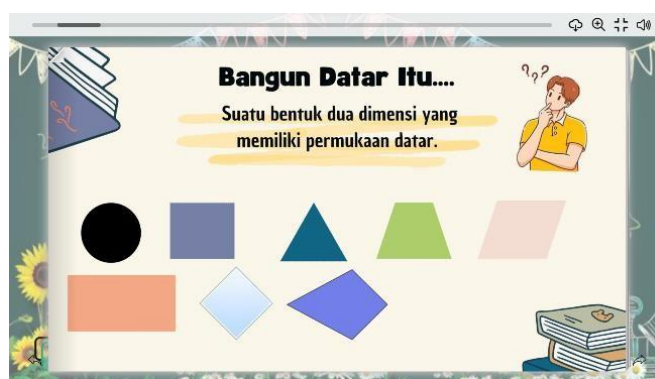 Bangun Datar Itu....
Suatu bentuk dua dimensi yang
memiliki permukaan datar.